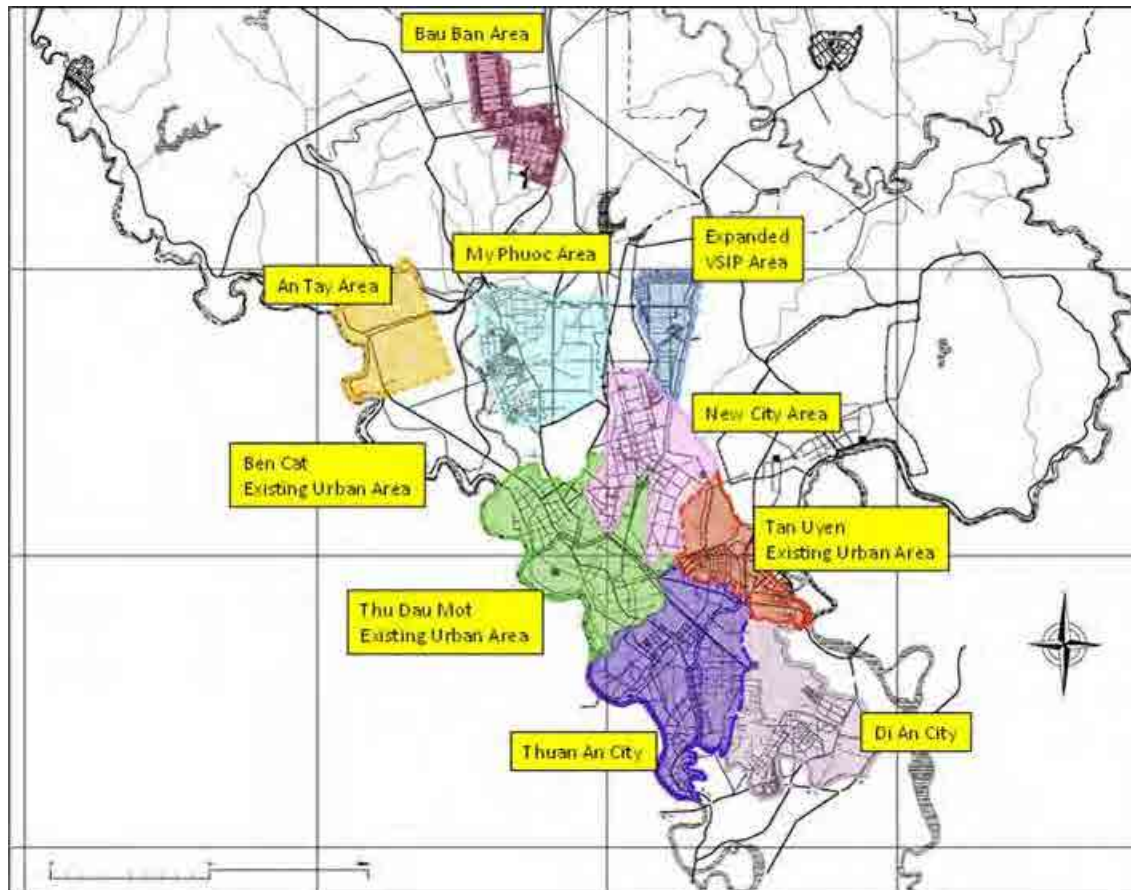 Bau Ban Area
My Phuoc Area
Expanded
VSIP Area
An Tay Area
New City Area
Ben Cat
Existing Urban Area
Tan Uyen
Existing Urban Area
Thu Dau Mot
Existing Urban Area
Di An City
Thuan An City